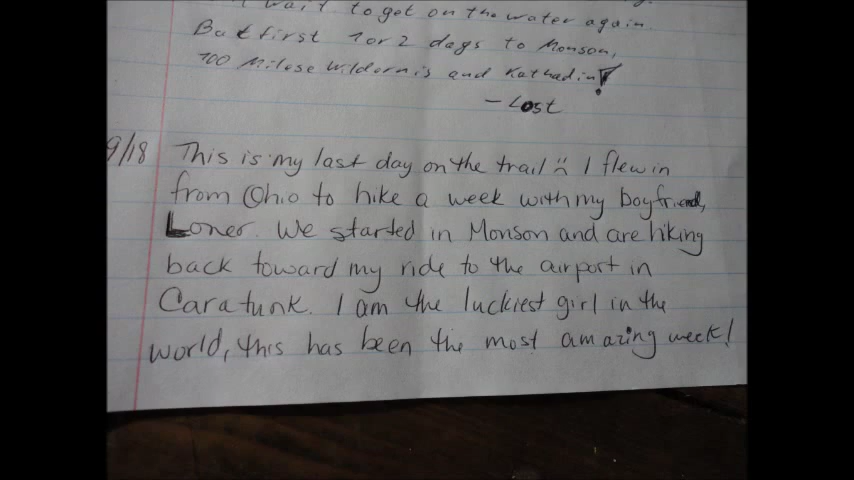 wait to get on the water again.
But first 1 or 2 days to Monson,
100 Milese Wildernis and Kathadin!
- Lost
9/18 This is my last day on the trail :( I flew in
from Ohio to hike a week with my boyfriend,
Loner. We started in Monson and are hiking
back toward my ride to the airport in
Caratunk. I am the luckiest girl in the
world, this has been the most amazing week!